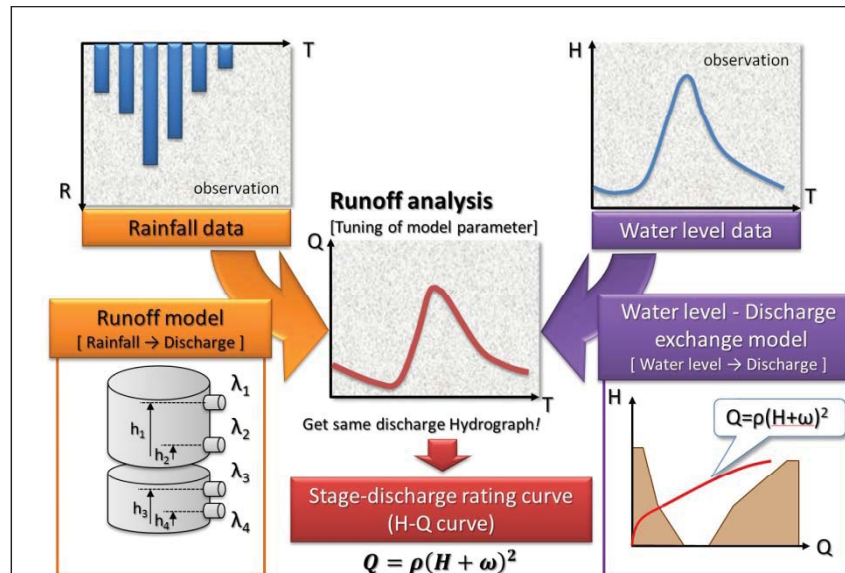 T
R
observation
Rainfall data
H
observation
T
Water level data
Runoff analysis
[Tuning of model parameter]
Q
T
Get same discharge Hydrograph!
Runoff model
[ Rainfall → Discharge ]
λ₁
h₁
λ₂
h₂
λ₃
h₃
h₄
λ₄
Water level - Discharge
exchange model
[ Water level → Discharge ]
H
Q=ρ(H+ω)²
Q
Stage-discharge rating curve
(H-Q curve)
Q = ρ(H + ω)²